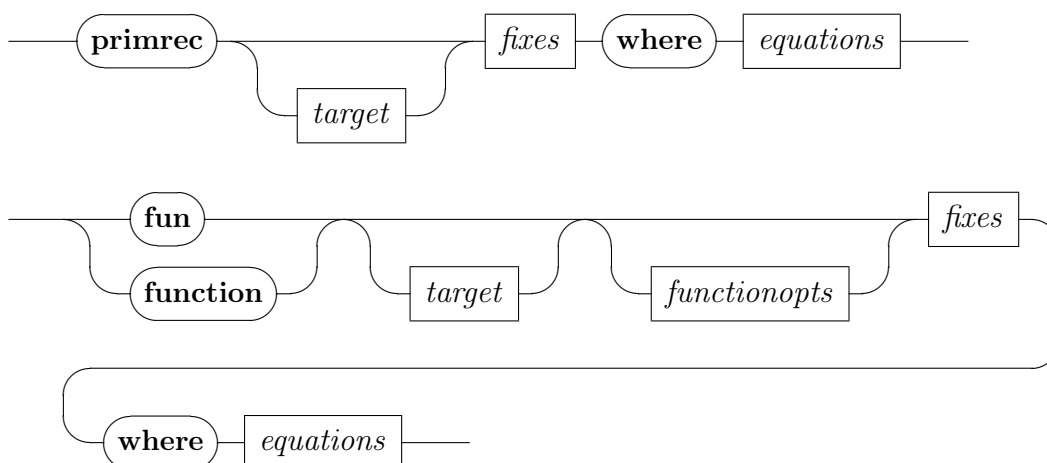 primrec fixes where equations
target
fun fixes
function target functionopts
where equations